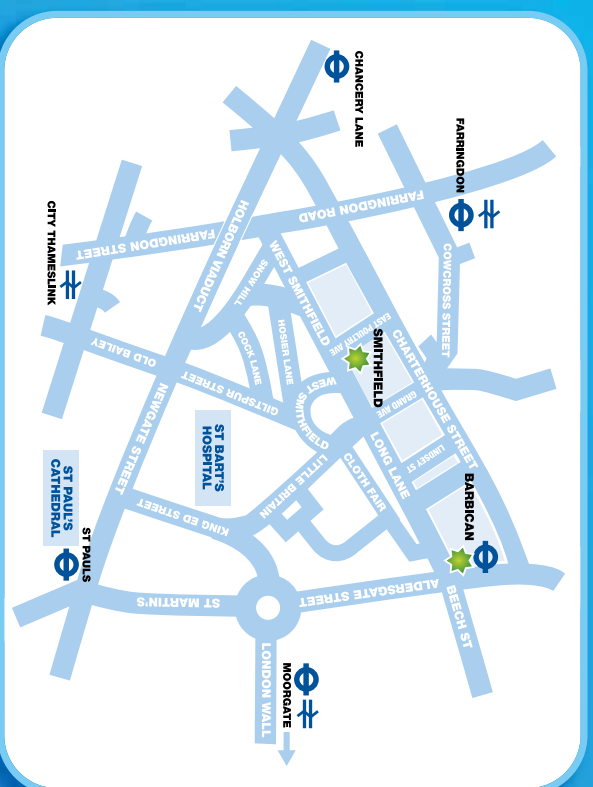 CHANCERY LANE
FARRINGDON
CITY THAMESLINK
FARRINGDON ROAD
FARRINGDON STREET
HOLBORN VIADUCT
COWCROSS STREET
WEST SMITHFIELD
SNOW HILL
EAST POULTRY AVE
CHARTERHOUSE STREET
SMITHFIELD
OLD BAILEY
COCK LANE
HOSIER LANE
GILTSPUR STREET
WEST
SMITHFIELD
GRAND AVE
LINDSEY ST
LONG LANE
CLOTH FAIR
LITTLE BRITAIN
NEWGATE STREET
ST BART'S
HOSPITAL
KING ED STREET
BARBICAN
ST PAUL'S
CATHEDRAL
ST PAULS
ST MARTIN'S
ALDERSGATE STREET
BEECH ST
LONDON WALL
MOORGATE